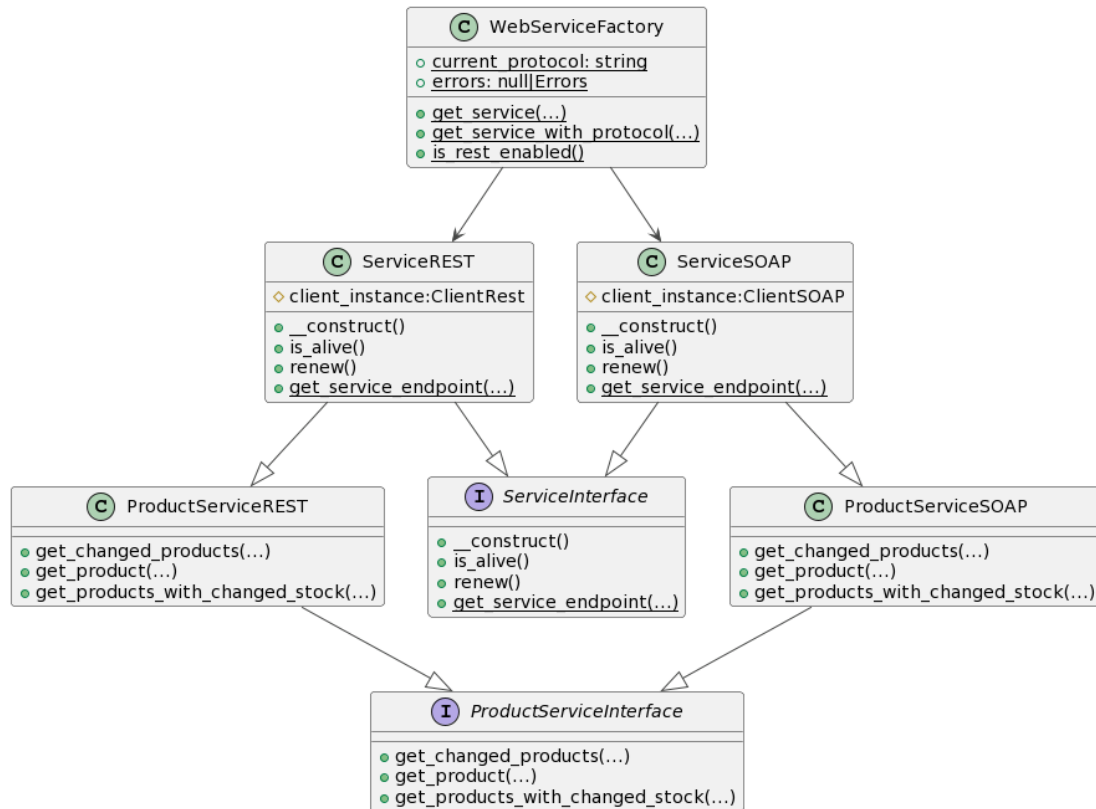 C WebServiceFactory
current_protocol: string
errors: null|Errors
get_service(...)
get_service_with_protocol(...)
is_rest_enabled()
C ServiceREST
client_instance:ClientRest
__construct()
is_alive()
renew()
get_service_endpoint(...)
C ServiceSOAP
client_instance:ClientSOAP
__construct()
is_alive()
renew()
get_service_endpoint(...)
C ProductServiceREST
get_changed_products(...)
get_product(...)
get_products_with_changed_stock(...)
I ServiceInterface
__construct()
is_alive()
renew()
get_service_endpoint(...)
C ProductServiceSOAP
get_changed_products(...)
get_product(...)
get_products_with_changed_stock(...)
I ProductServiceInterface
get_changed_products(...)
get_product(...)
get_products_with_changed_stock(...)